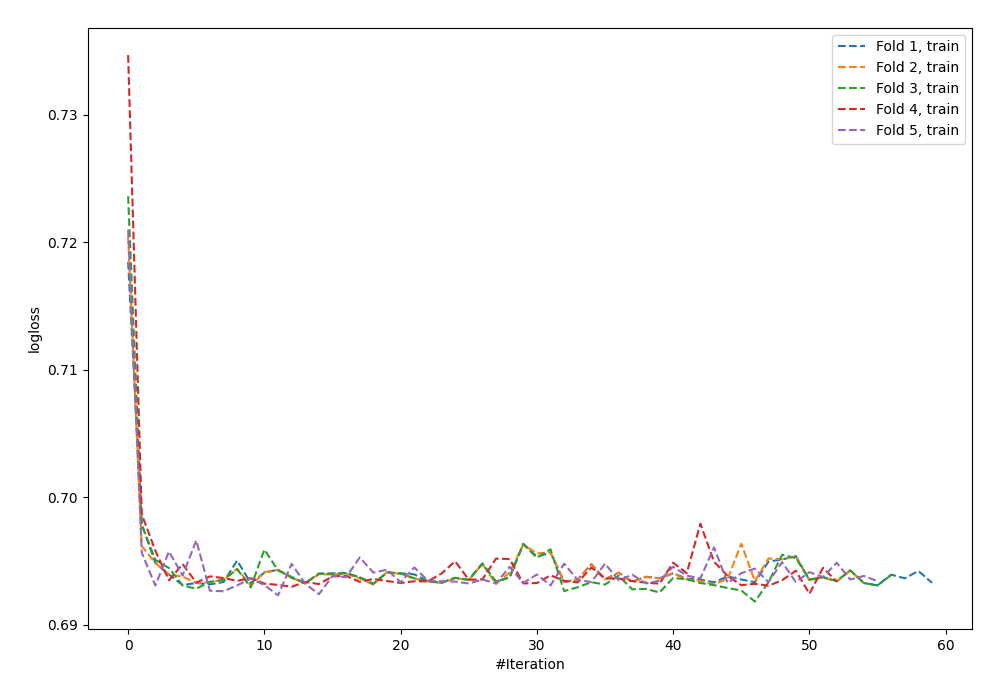 0.73
0.72
0.71
0.70
0.69
logloss
0
10
20
30
40
50
60
#Iteration
Fold 1, train
Fold 2, train
Fold 3, train
Fold 4, train
Fold 5, train